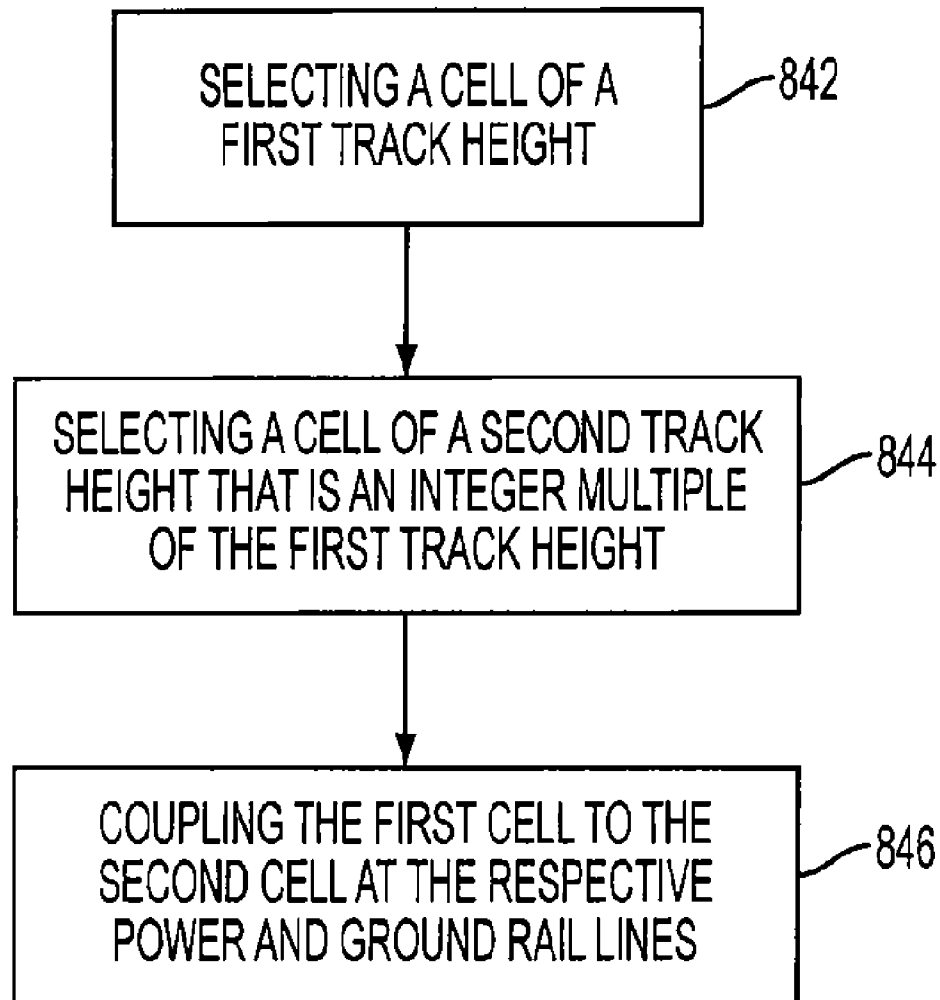 SELECTING A CELL OF A
FIRST TRACK HEIGHT
842
SELECTING A CELL OF A SECOND TRACK
HEIGHT THAT IS AN INTEGER MULTIPLE
OF THE FIRST TRACK HEIGHT
844
COUPLING THE FIRST CELL TO THE
SECOND CELL AT THE RESPECTIVE
POWER AND GROUND RAIL LINES
846